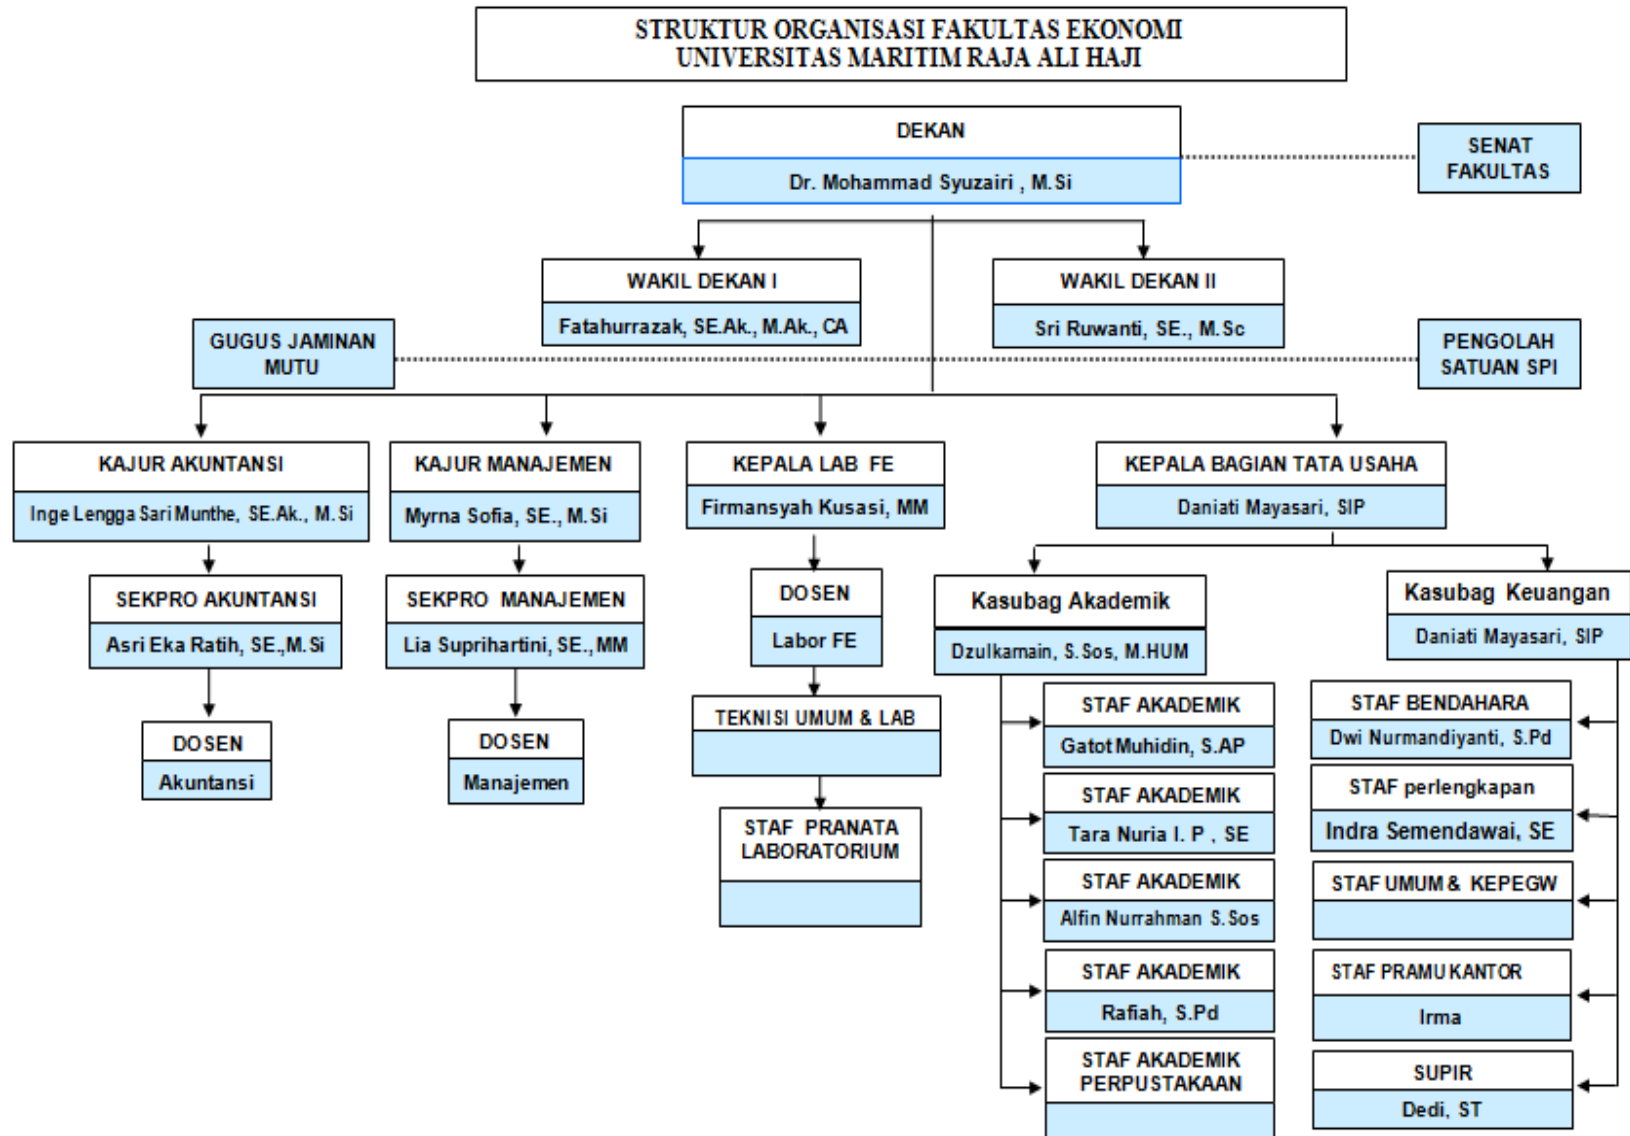 STRUKTUR ORGANISASI FAKULTAS EKONOMI
UNIVERSITAS MARITIM RAJA ALI HAJI
DEKAN
Dr. Mohammad Syuzairi , M.Si
SENAT
FAKULTAS
WAKIL DEKAN I
Fatahurrazak, SE.Ak., M.Ak., CA
WAKIL DEKAN II
Sri Ruwanti, SE., M.Sc
GUGUS JAMINAN
MUTU
PENGOLAH
SATUAN SPI
KAJUR AKUNTANSI
Inge Lengga Sari Munthe, SE.Ak., M.Si
KAJUR MANAJEMEN
Myrna Sofia, SE., M.Si
KEPALA LAB FE
Firmansyah Kusasi, MM
KEPALA BAGIAN TATA USAHA
Daniati Mayasari, SIP
SEKPRO AKUNTANSI
Asri Eka Ratih, SE.,M.Si
SEKPRO MANAJEMEN
Lia Suprihartini, SE., MM
DOSEN
Labor FE
Kasubag Akademik
Dzulkarnain, S.Sos, M.HUM
Kasubag Keuangan
Daniati Mayasari, SIP
DOSEN
Akuntansi
DOSEN
Manajemen
TEKNISI UMUM & LAB
STAF PRANATA
LABORATORIUM
STAF AKADEMIK
Gatot Muhidin, S.AP
STAF AKADEMIK
Tara Nuria I. P , SE
STAF AKADEMIK
Alfin Nurrahman S.Sos
STAF AKADEMIK
Rafiah, S.Pd
STAF AKADEMIK
PERPUSTAKAAN
STAF BENDAHARA
Dwi Nurmandiyanti, S.Pd
STAF perlengkapan
Indra Semendawai, SE
STAF UMUM & KEPEGW
STAF PRAMU KANTOR
Irma
SUPIR
Dedi, ST